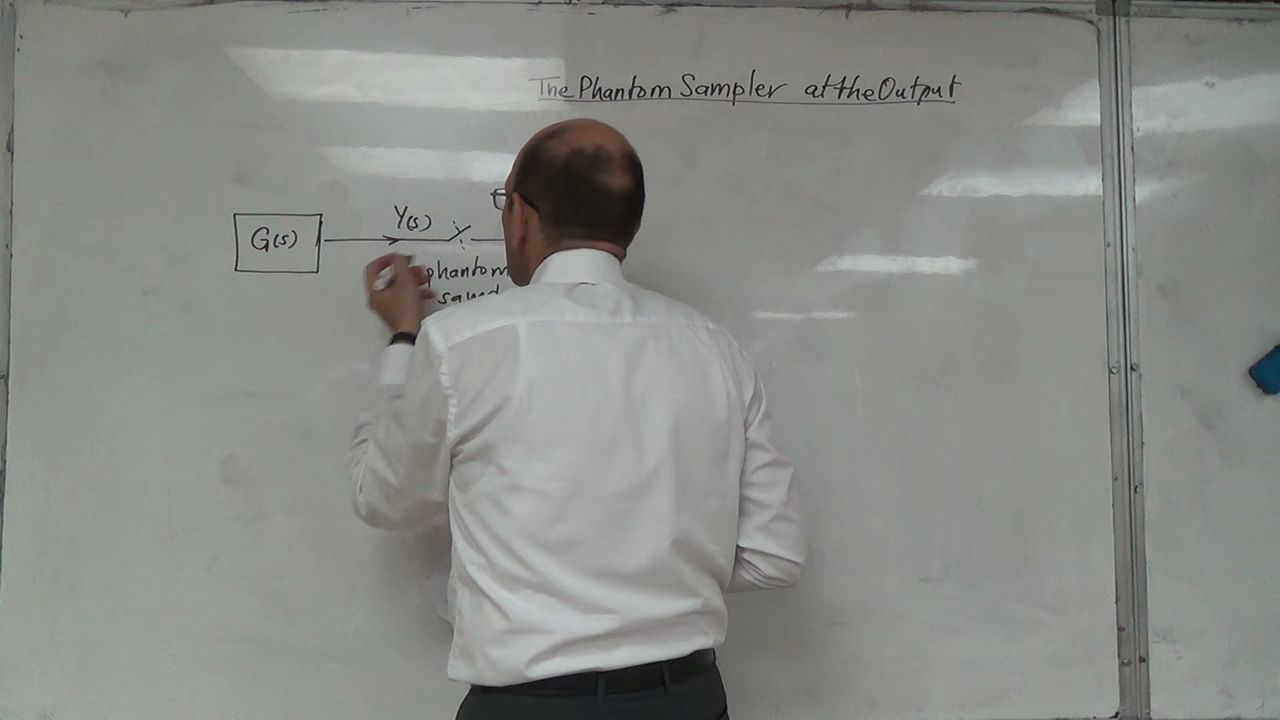 The Phantom Sampler at the Output
Y(s)
G(s)
phantom